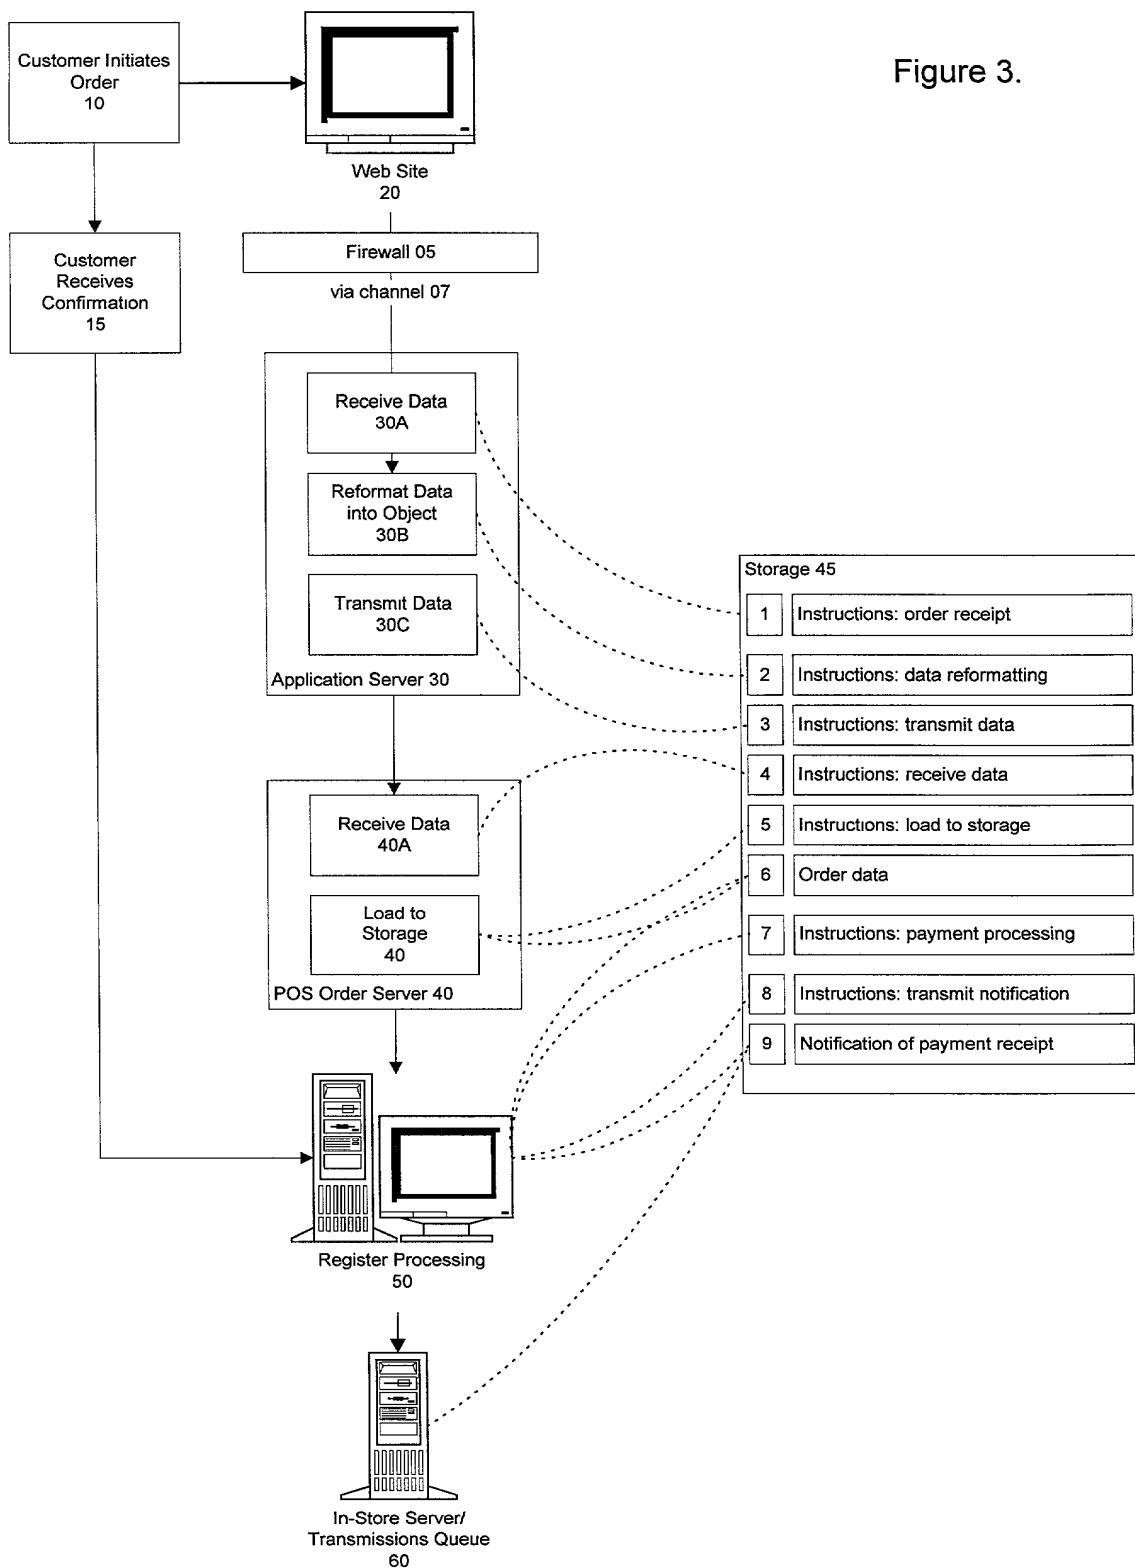 Figure 3.
Customer Initiates
Order
10
Web Site
20
Customer
Receives
Confirmation
15
Firewall 05
via channel 07
Receive Data
30A
Reformat Data
into Object
30B
Transmit Data
30C
Application Server 30
Receive Data
40A
Load to
Storage
40
POS Order Server 40
Storage 45
1 Instructions: order receipt
2 Instructions: data reformatting
3 Instructions: transmit data
4 Instructions: receive data
5 Instructions: load to storage
6 Order data
7 Instructions: payment processing
8 Instructions: transmit notification
9 Notification of payment receipt
Register Processing
50
In-Store Server/
Transmissions Queue
60